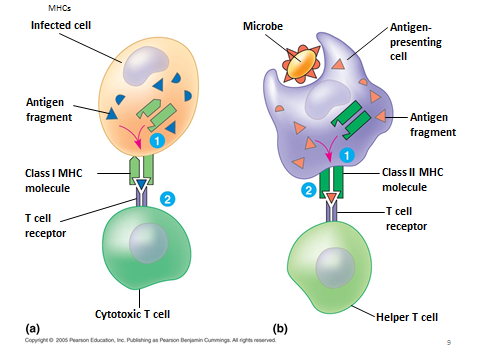 MHCs
Infected cell
Antigen
fragment
1
Class I MHC
molecule
2
T cell
receptor
Cytotoxic T cell
(a)
Microbe
Antigen-
presenting
cell
Antigen
fragment
1
Class II MHC
molecule
2
T cell
receptor
Helper T cell
(b)
Copyright © 2005 Pearson Education, Inc. Publishing as Pearson Benjamin Cummings. All rights reserved.
9